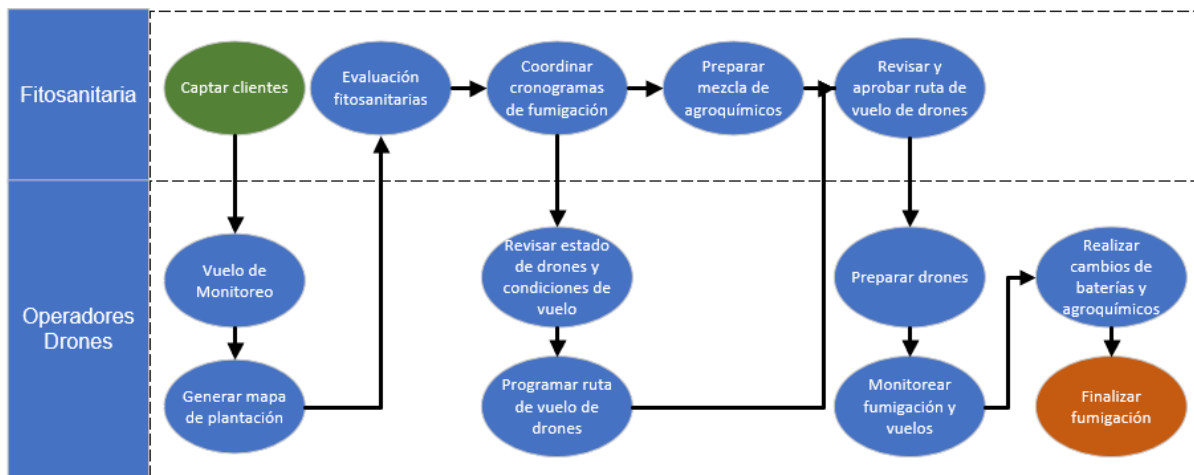 Fitosanitaria
Captar clientes
Evaluación
fitosanitarias
Coordinar
cronogramas
de fumigación
Preparar
mezcla de
agroquímicos
Revisar y
aprobar ruta de
vuelo de drones
Operadores
Drones
Vuelo de
Monitoreo
Generar mapa
de plantación
Revisar estado
de drones y
condiciones de
vuelo
Programar ruta
de vuelo de
drones
Preparar drones
Monitorear
fumigación y
vuelos
Realizar
cambios de
baterías y
agroquímicos
Finalizar
fumigación